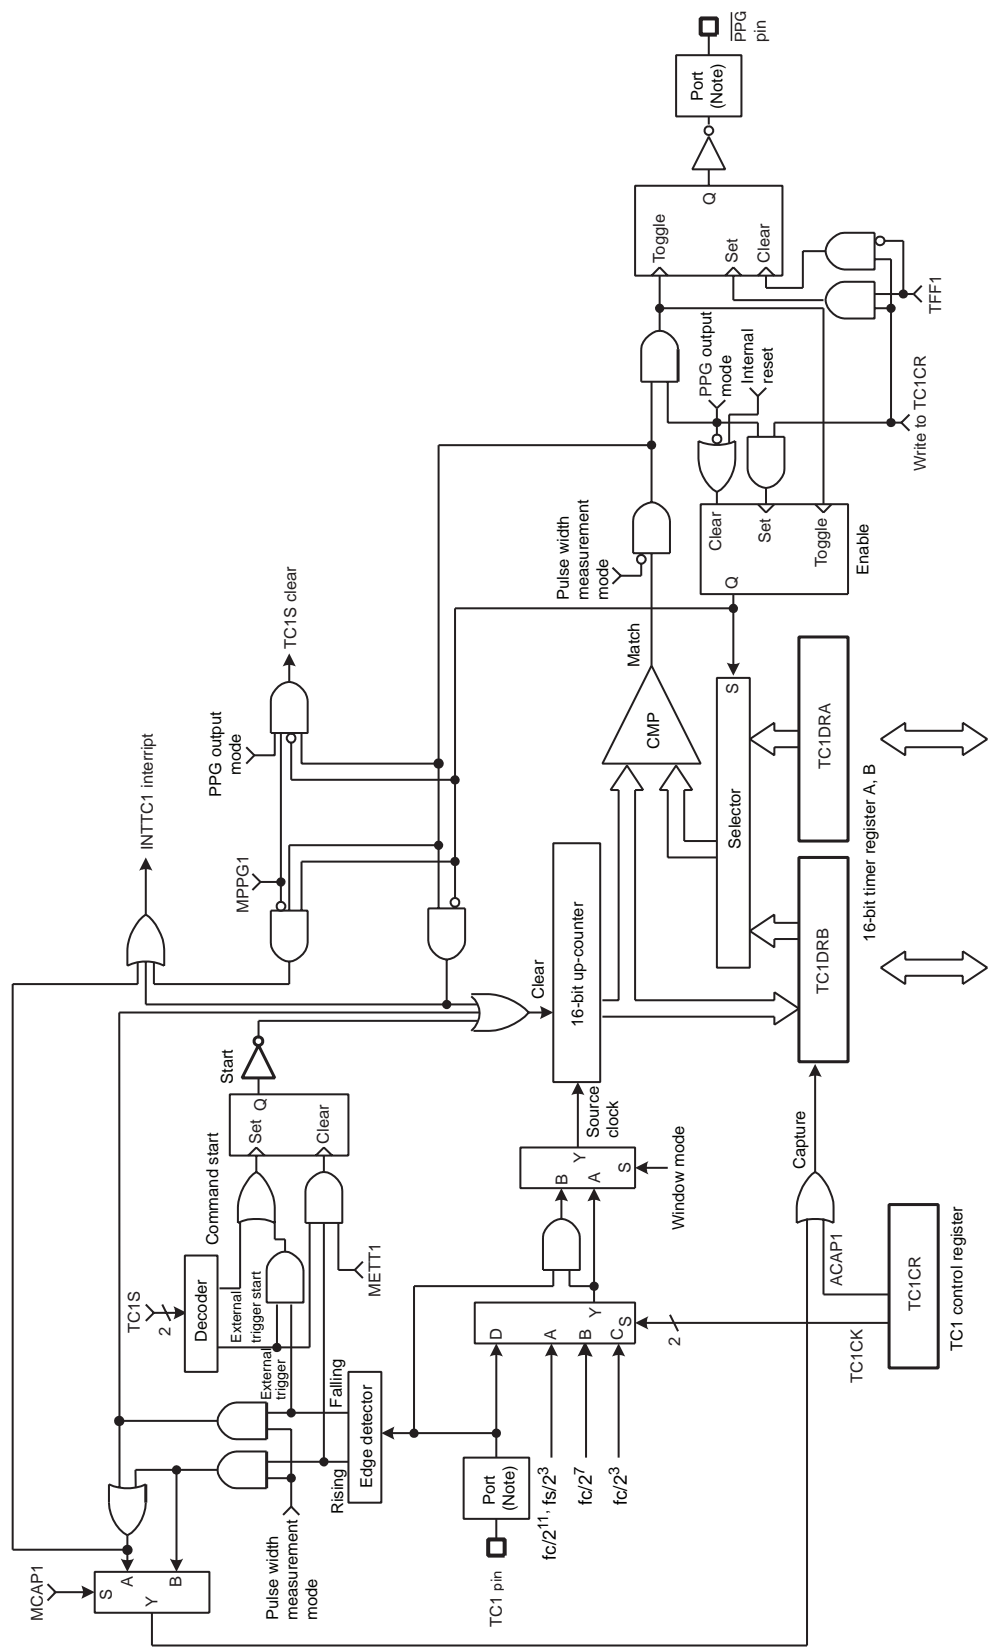 MCAP1
S
A
Y
B
Pulse width
measurement
mode
TC1S
2
Decoder
External
trigger start
External
trigger
Command start
Set
Q
Clear
Start
METT1
Rising
Falling
Edge detector
INTTC1 interript
MPPG1
PPG output
mode
TC1S clear
TC1 pin
Port
(Note)
fc/2¹¹, fs/2³
fc/2⁷
fc/2³
D
A
B
C
S
Y
2
B
A
Y
S
Window mode
Source
clock
16-bit up-counter
Clear
CMP
Match
Pulse width
measurement
mode
Selector
S
TC1CK
ACAP1
Capture
TC1CR
TC1 control register
TC1DRB
TC1DRA
16-bit timer register A, B
Q
Clear
Set
Toggle
Enable
PPG output
mode
Internal
reset
Write to TC1CR
TFF1
Toggle
Set
Clear
Q
Port
(Note)
PPG
pin